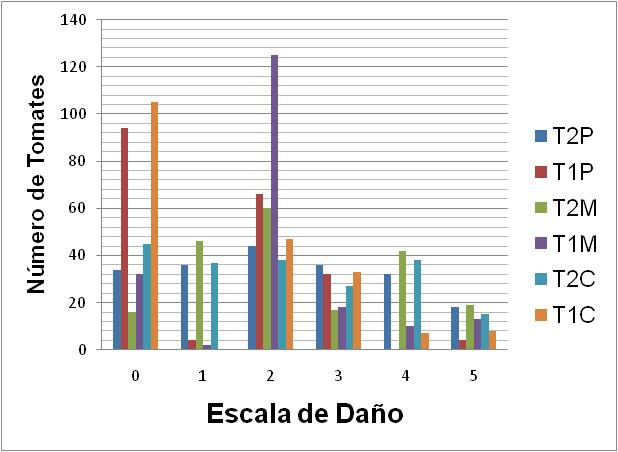 Número de Tomates
140
120
100
80
60
40
20
0
0 1 2 3 4 5
Escala de Daño
T2P
T1P
T2M
T1M
T2C
T1C